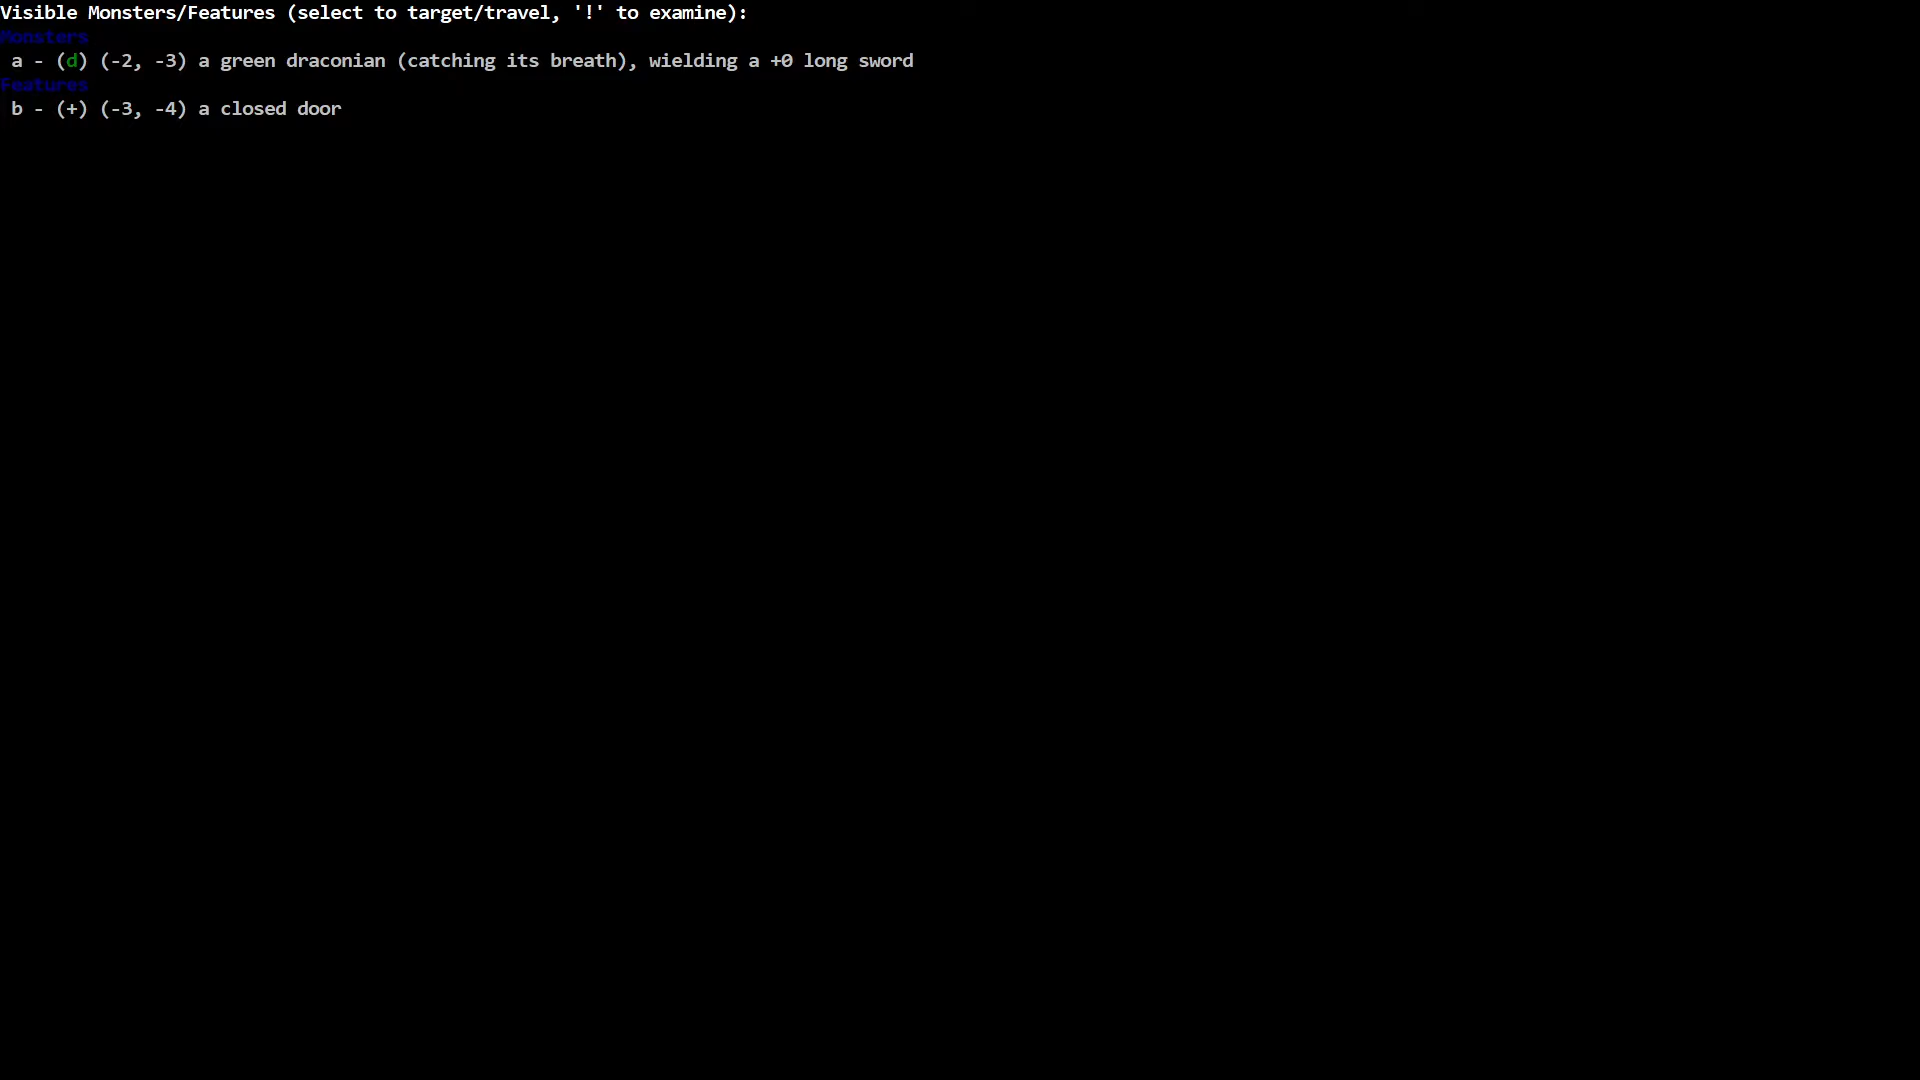 Visible Monsters/Features (select to target/travel, '!' to examine):
Monsters
a - (d) (-2, -3) a green draconian (catching its breath), wielding a +0 long sword
Features
b - (+) (-3, -4) a closed door